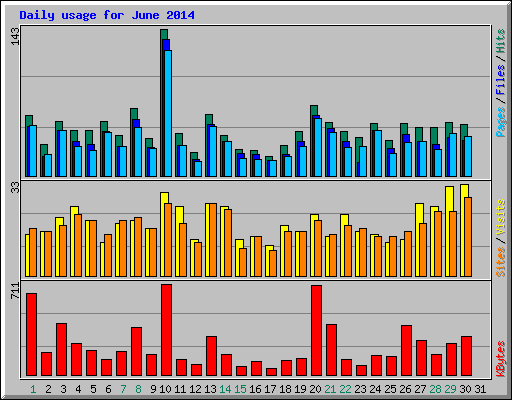 Daily usage for June 2014
143
Pages / Files / Hits
33
Sites / Visits
711
KBytes
1 2 3 4 5 6 7 8 9 10 11 12 13 14 15 16 17 18 19 20 21 22 23 24 25 26 27 28 29 30 31